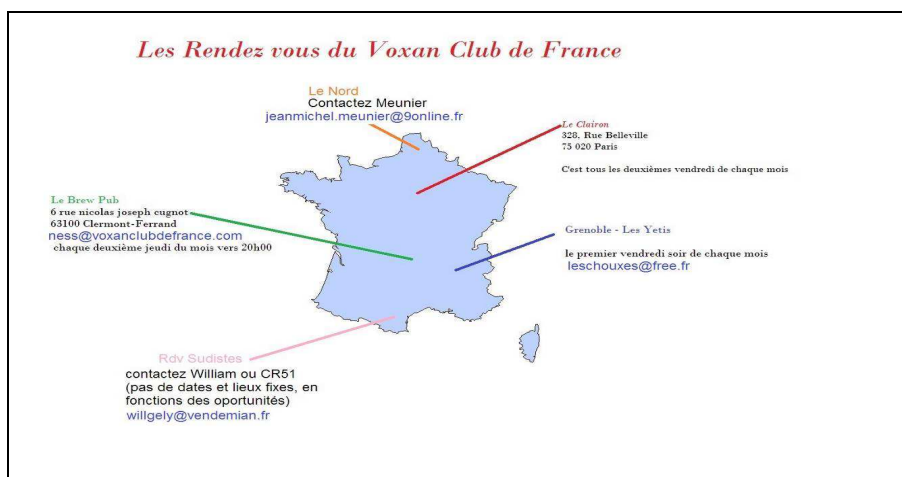 Les Rendez vous du Voxan Club de France
Le Nord
Contactez Meunier
jeanmichel.meunier@9online.fr
Le Clairon
328, Rue Belleville
75 020 Paris
C'est tous les deuxièmes vendredi de chaque mois
Le Brew Pub
6 rue nicolas joseph cugnot
63100 Clermont-Ferrand
ness@voxanclubdefrance.com
chaque deuxième jeudi du mois vers 20h00
Grenoble - Les Yetis
le premier vendredi soir de chaque mois
leschouxes@free.fr
Rdv Sudistes
contactez William ou CR51
(pas de dates et lieux fixes, en
fonctions des oportunités)
willgely@vendemian.fr